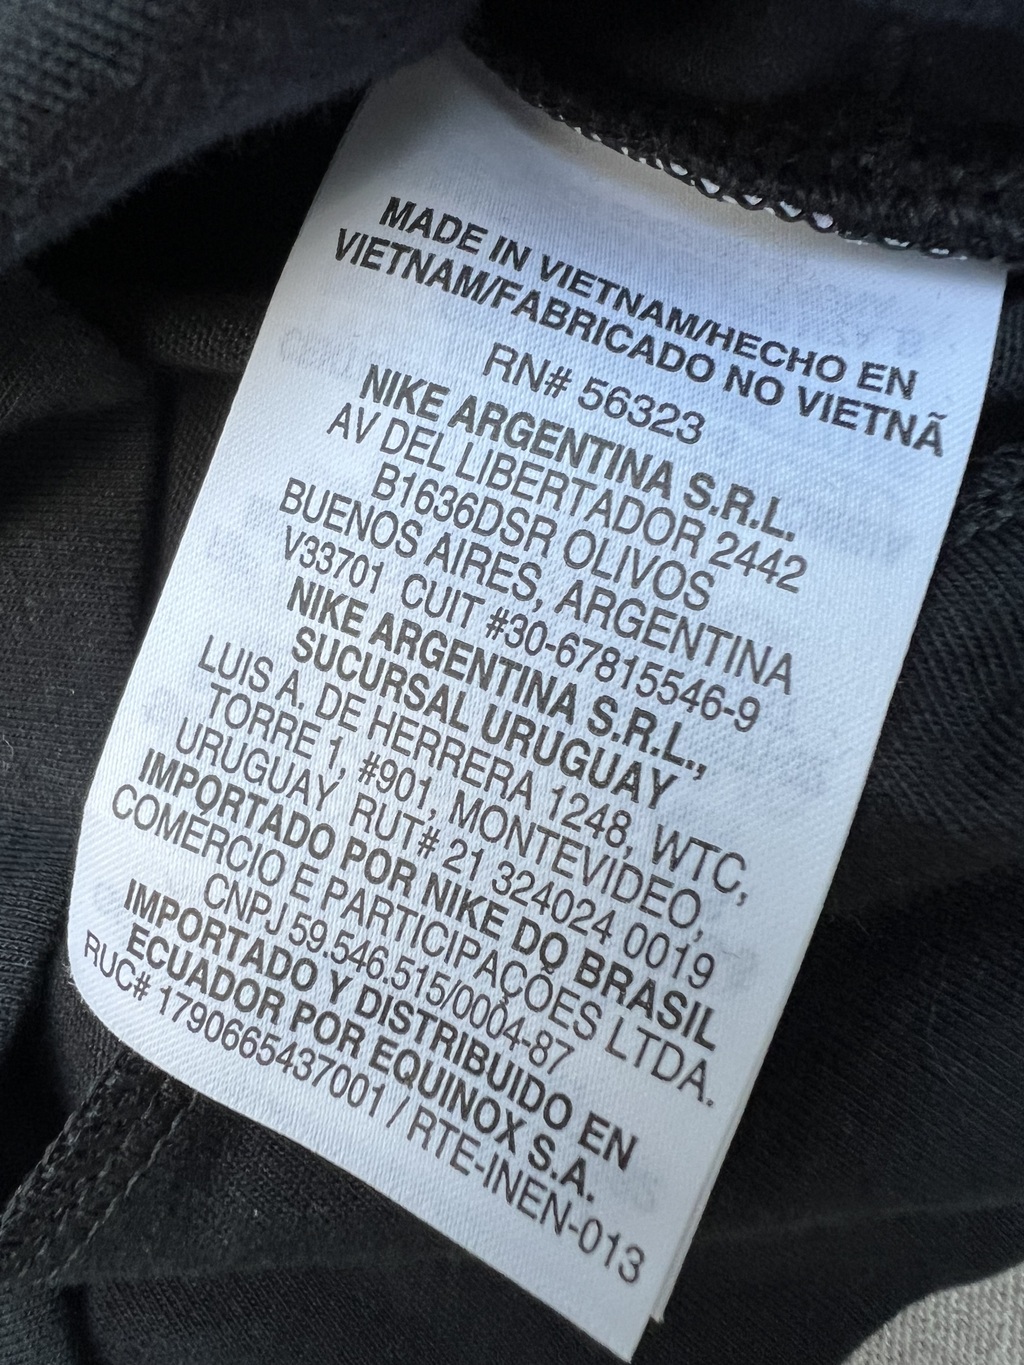 MADE IN VIETNAM/HECHO EN
VIETNAM/FABRICADO NO VIETNÃ
RN# 56323
NIKE ARGENTINA S.R.L.
AV DEL LIBERTADOR 2442
B1636DSR OLIVOS
BUENOS AIRES, ARGENTINA
V33701 CUIT #30-67815546-9
NIKE ARGENTINA S.R.L.,
SUCURSAL URUGUAY
LUIS A. DE HERRERA 1248, WTC,
TORRE 1, #901, MONTEVIDEO,
URUGUAY RUT# 21 324024 0019
IMPORTADO POR NIKE DO BRASIL
COMERCIO E PARTICIPAÇÕES LTDA.
CNPJ 59.546.515/0004-87
IMPORTADO Y DISTRIBUIDO EN
ECUADOR POR EQUINOX S.A.
RUC# 1790665437001 / RTE-INEN-013